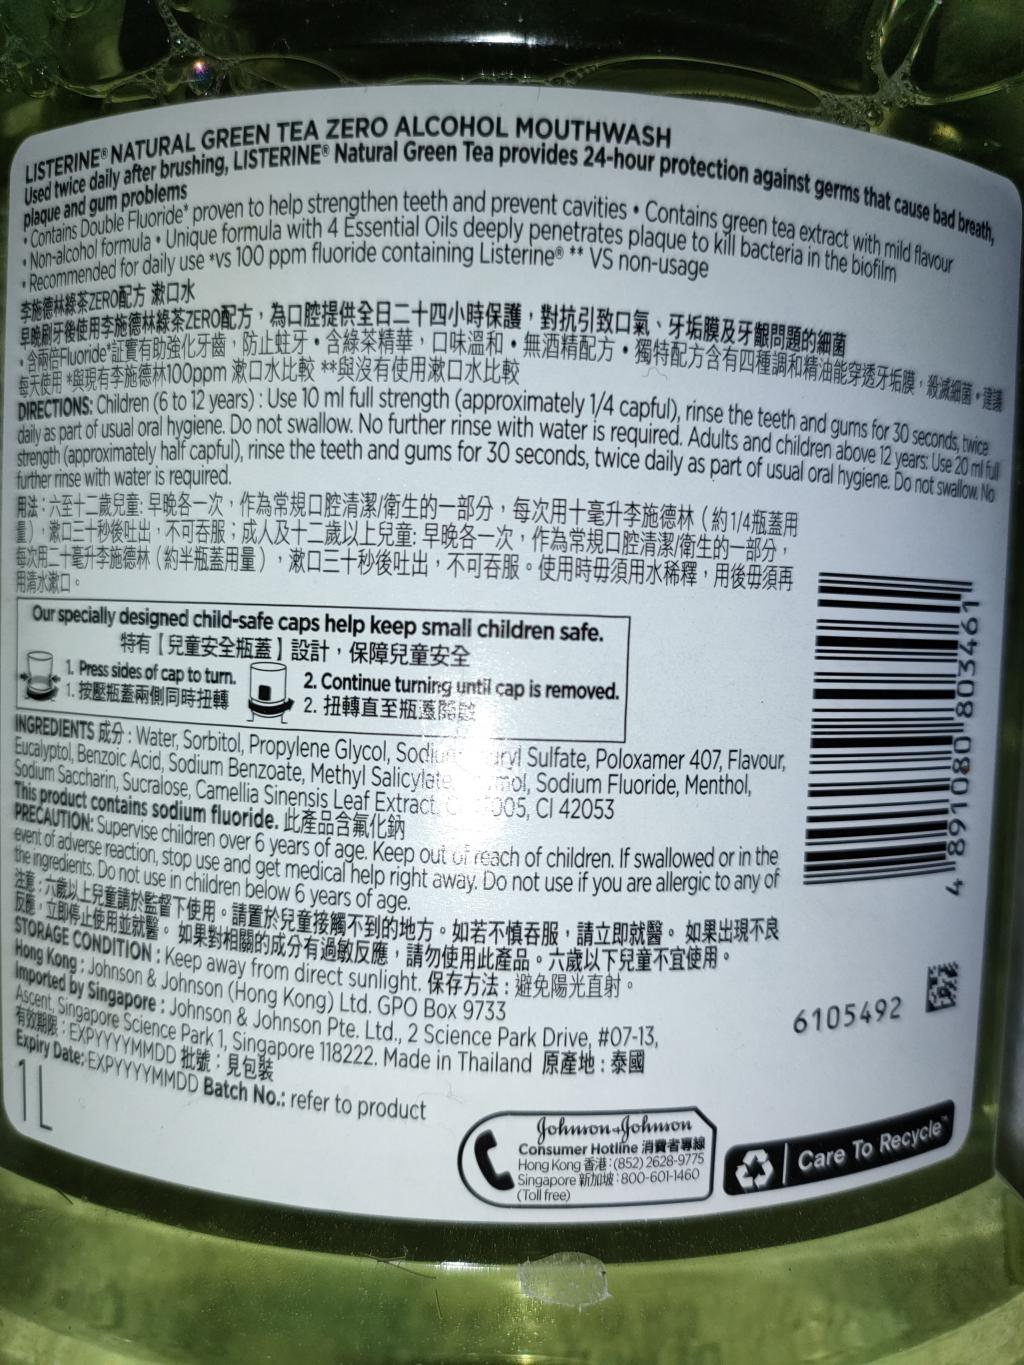 LISTERINE® NATURAL GREEN TEA ZERO ALCOHOL MOUTHWASH
Used twice daily after brushing, LISTERINE® Natural Green Tea provides 24-hour protection against germs that cause bad breath,
plaque and gum problems
• Contains Double Fluoride* proven to help strengthen teeth and prevent cavities • Contains green tea extract with mild flavour
• Non-alcohol formula • Unique formula with 4 Essential Oils deeply penetrates plaque to kill bacteria in the biofilm
• Recommended for daily use *vs 100 ppm fluoride containing Listerine® ** VS non-usage
李施德林綠茶ZERO配方 漱口水
早晚刷牙後使用李施德林綠茶ZERO配方，為口腔提供全日二十四小時保護，對抗引致口氣、牙垢膜及牙齦問題的細菌
• 含兩倍Fluoride*証實有助強化牙齒，防止蛀牙 • 含綠茶精華，口味溫和 • 無酒精配方 • 獨特配方含有四種調和精油能穿透牙垢膜，殺滅細菌 • 建議
每天使用 *與現有李施德林100ppm 漱口水比較 **與沒有使用漱口水比較
DIRECTIONS: Children (6 to 12 years) : Use 10 ml full strength (approximately 1/4 capful), rinse the teeth and gums for 30 seconds, twice
daily as part of usual oral hygiene. Do not swallow. No further rinse with water is required. Adults and children above 12 years: Use 20 ml full
strength (approximately half capful), rinse the teeth and gums for 30 seconds, twice daily as part of usual oral hygiene. Do not swallow. No
further rinse with water is required.
用法：六至十二歲兒童: 早晚各一次，作為常規口腔清潔/衛生的一部分，每次用十毫升李施德林（約1/4瓶蓋用
量），漱口三十秒後吐出，不可吞服；成人及十二歲以上兒童: 早晚各一次，作為常規口腔清潔/衛生的一部分，
每次用二十毫升李施德林（約半瓶蓋用量），漱口三十秒後吐出，不可吞服。使用時毋須用水稀釋，用後毋須再
用清水漱口。
Our specially designed child-safe caps help keep small children safe.
特有【兒童安全瓶蓋】設計，保障兒童安全
1. Press sides of cap to turn.
1. 按壓瓶蓋兩側同時扭轉
2. Continue turning until cap is removed.
2. 扭轉直至瓶蓋開啟
INGREDIENTS 成分 : Water, Sorbitol, Propylene Glycol, Sodium Sulfate, Poloxamer 407, Flavour,
Eucalyptol, Benzoic Acid, Sodium Benzoate, Methyl Salicylate, Sodium Fluoride, Menthol,
Sodium Saccharin, Sucralose, Camellia Sinensis Leaf Extract, CI 42053
This product contains sodium fluoride. 此產品含氟化鈉
PRECAUTION: Supervise children over 6 years of age. Keep out of reach of children. If swallowed or in the
event of adverse reaction, stop use and get medical help right away. Do not use if you are allergic to any of
the ingredients. Do not use in children below 6 years of age.
注意：六歲以上兒童請於監督下使用。請置於兒童接觸不到的地方。如若不慎吞服，請立即就醫。 如果出現不良
反應，立即停止使用並就醫。 如果對相關的成分有過敏反應，請勿使用此產品。六歲以下兒童不宜使用。
STORAGE CONDITION : Keep away from direct sunlight. 保存方法 : 避免陽光直射。
Hong Kong : Johnson & Johnson (Hong Kong) Ltd. GPO Box 9733
Imported by Singapore : Johnson & Johnson Pte. Ltd., 2 Science Park Drive, #07-13,
Ascent, Singapore Science Park 1, Singapore 118222. Made in Thailand 原產地 : 泰國
有效期限 : EXPYYYYMMDD 批號 : 見包裝
Expiry Date: EXPYYYYMMDD Batch No.: refer to product
1L
4 891080 803461
6105492
Johnson & Johnson
Consumer Hotline 消費者專線
Hong Kong 香港 : (852) 2628-9775
Singapore 新加坡 : 800-601-1460
(Toll free)
Care To Recycle™